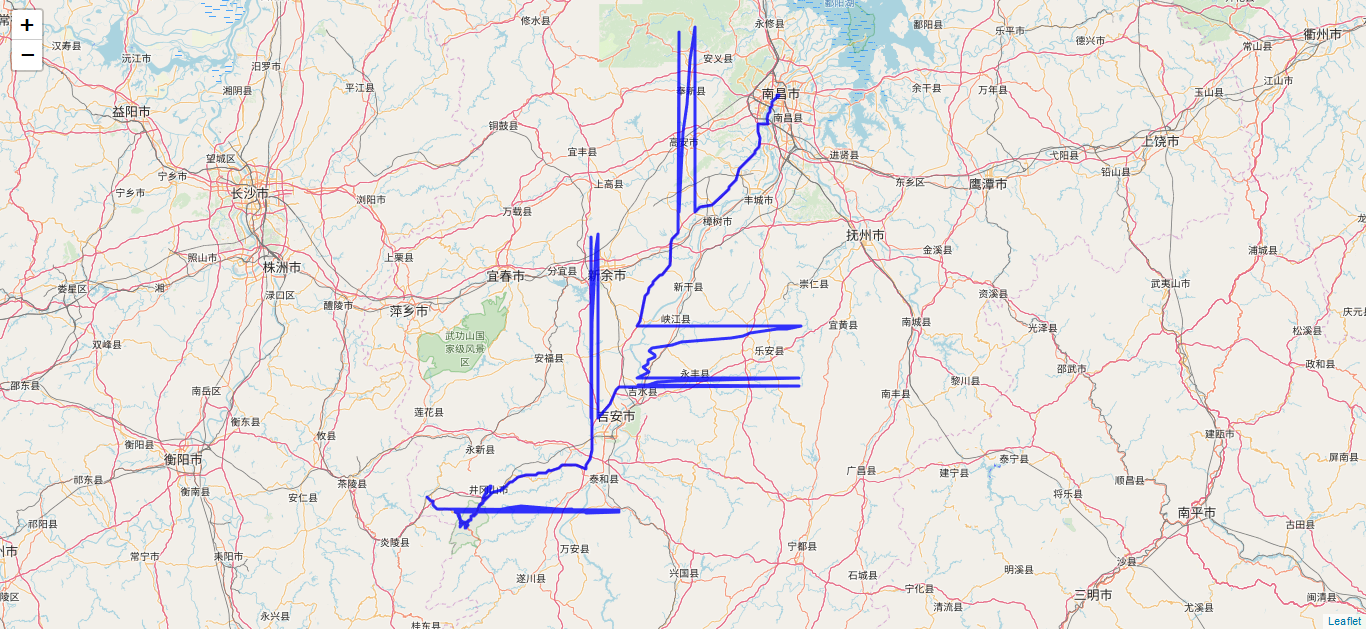 +
−
常
汉寿县
沅江市
汨罗市
修水县
永修县
鄱阳湖
鄱阳县
乐平市
德兴市
常山县
衢州市
安义县
江山市
湘阴县
平江县
奉新县
南昌市
余干县
万年县
玉山县
益阳市
铜鼓县
南昌县
高安市
上饶市
望城区
宜丰县
进贤县
弋阳县
铅山县
宁乡市
上高县
东乡区
鹰潭市
宁乡市
长沙市
浏阳市
丰城市
万载县
樟树市
抚州市
金溪县
浦城县
照山市
上栗县
株洲市
宜春市
分宜县
新余市
崇仁县
武夷山市
娄星区
湘
渌口区
新干县
资溪县
醴陵市
萍乡市
峡江县
宜黄县
南城县
光泽县
松溪县
双峰县
武功山国
家级风景
区
安福县
乐安县
政和县
邵东市
南岳区
永丰县
黎川县
邵武市
吉水县
南丰县
衡东县
莲花县
吉安市
攸县
建瓯市
衡阳市
衡阳县
永新县
泰宁县
屏南县
祁东县
茶陵县
泰和县
广昌县
建宁县
顺昌县
衡南县
安仁县
井冈山市
将乐县
南平市
祁阳县
古田县
炎陵县
万安县
宁都县
常宁市
耒阳市
沙县
遂川县
兴国县
石城县
明溪县
宁化县
三明市
闽清县
永兴县
清流县
尤溪县
桂东县
Leaflet